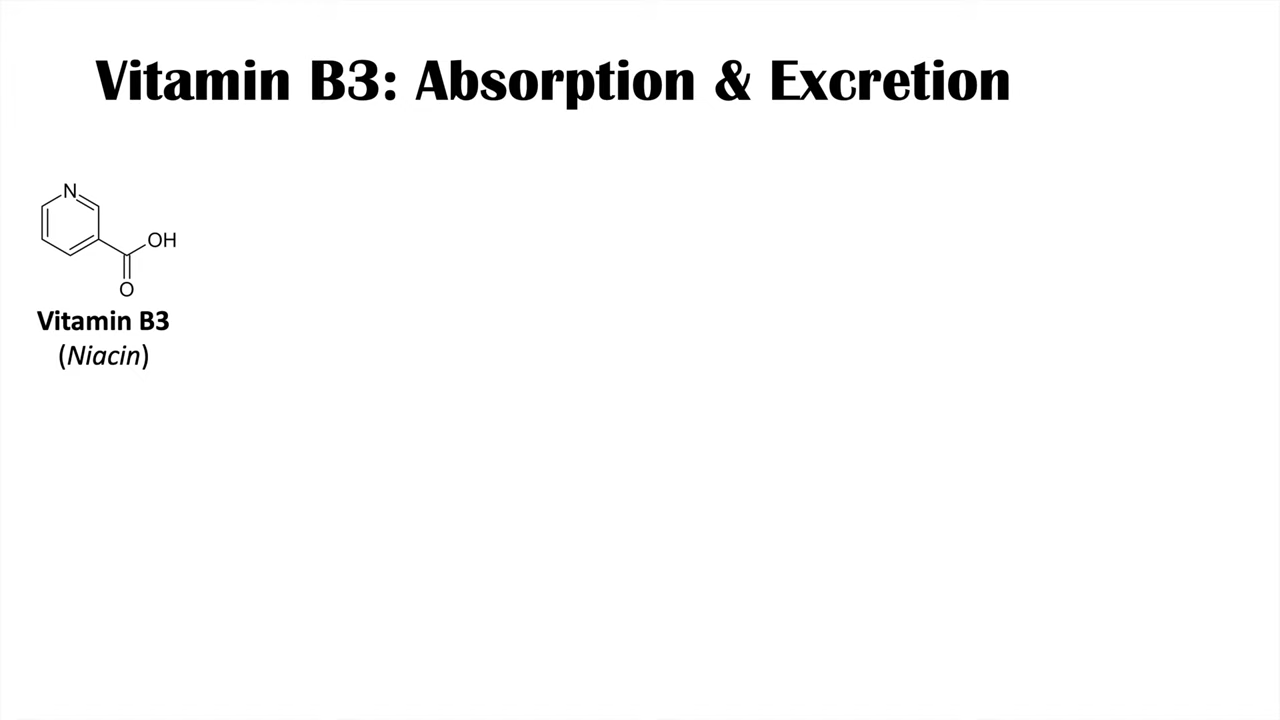 Vitamin B3: Absorption & Excretion
N
OH
O
Vitamin B3
(Niacin)